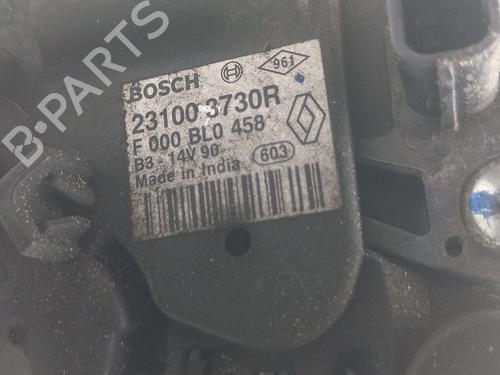 BOSCH
961
23100 3730R
F 000 BL0 458
B3 - 14V 90
Made in India
603
B-PARTS